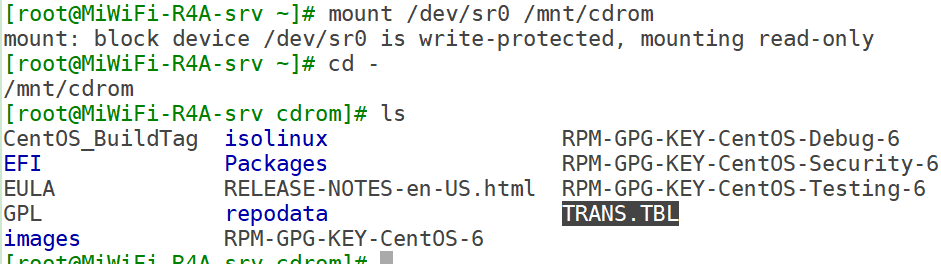 [root@MiWiFi-R4A-srv ~]# mount /dev/sr0 /mnt/cdrom
mount: block device /dev/sr0 is write-protected, mounting read-only
[root@MiWiFi-R4A-srv ~]# cd -
/mnt/cdrom
[root@MiWiFi-R4A-srv cdrom]# ls
CentOS_BuildTag  isolinux                  RPM-GPG-KEY-CentOS-Debug-6
EFI              Packages                  RPM-GPG-KEY-CentOS-Security-6
EULA             RELEASE-NOTES-en-US.html  RPM-GPG-KEY-CentOS-Testing-6
GPL              repodata                  TRANS.TBL
images           RPM-GPG-KEY-CentOS-6
[root@MiWiFi-R4A-srv cdrom]#